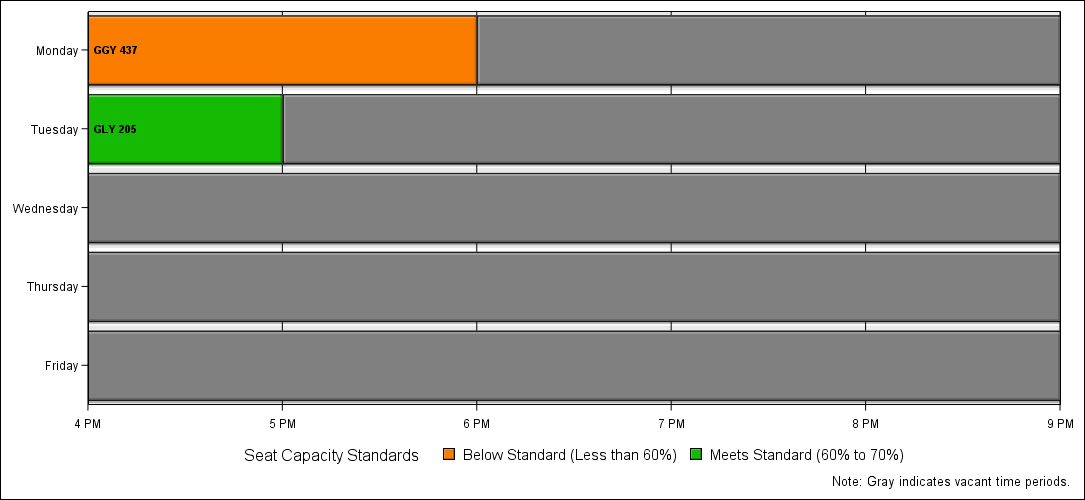 Monday
GGY 437
Tuesday
GLY 205
Wednesday
Thursday
Friday
4 PM 5 PM 6 PM 7 PM 8 PM 9 PM
Seat Capacity Standards Below Standard (Less than 60%) Meets Standard (60% to 70%)
Note: Gray indicates vacant time periods.